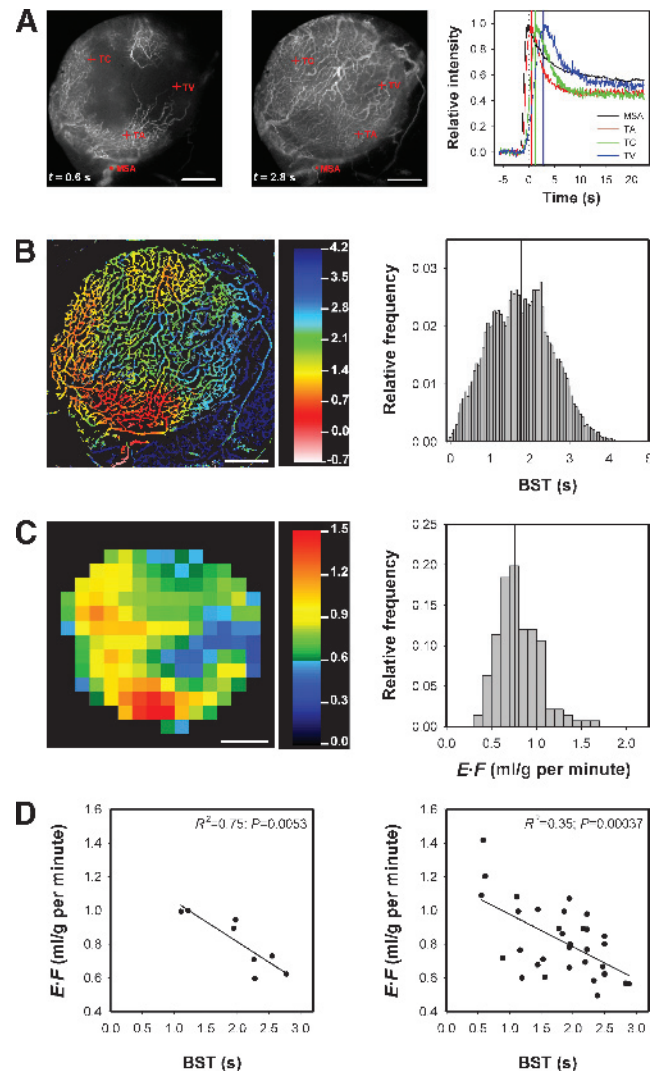 A
TC
TV
TA
MSA
t = 0.6 s
TC
TV
TA
MSA
t = 2.8 s
Relative intensity
1.0
0.8
0.6
0.4
0.2
0.0
MSA
TA
TC
TV
-5 0 5 10 15 20
Time (s)
B
4.2
3.5
2.8
2.1
1.4
0.7
0.0
-0.7
Relative frequency
0.03
0.02
0.01
0.00
0 1 2 3 4 5
BST (s)
C
1.5
1.2
0.9
0.6
0.3
0.0
Relative frequency
0.25
0.20
0.15
0.10
0.05
0.00
0.5 1.0 1.5 2.0
E·F (ml/g per minute)
D
E·F (ml/g per minute)
1.6
1.4
1.2
1.0
0.8
0.6
0.4
R²=0.75; P=0.0053
0.0 0.5 1.0 1.5 2.0 2.5 3.0
BST (s)
E·F (ml/g per minute)
1.6
1.4
1.2
1.0
0.8
0.6
0.4
R²=0.35; P=0.00037
0.0 0.5 1.0 1.5 2.0 2.5 3.0
BST (s)